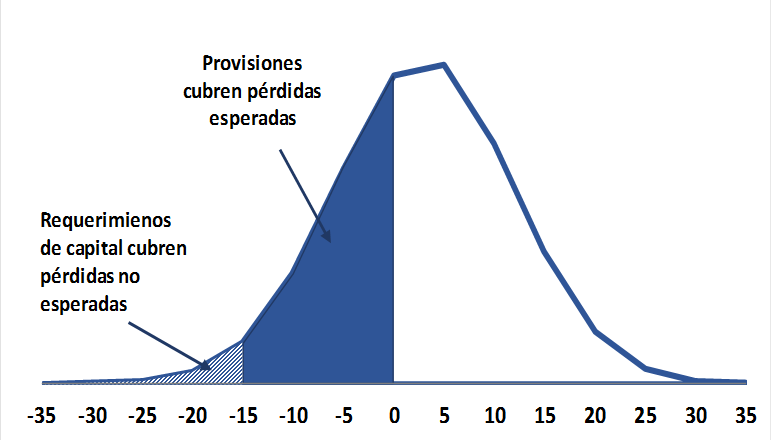 Provisiones
cubren pérdidas
esperadas
Requerimienos
de capital cubren
pérdidas no
esperadas
-35 -30 -25 -20 -15 -10 -5 0 5 10 15 20 25 30 35